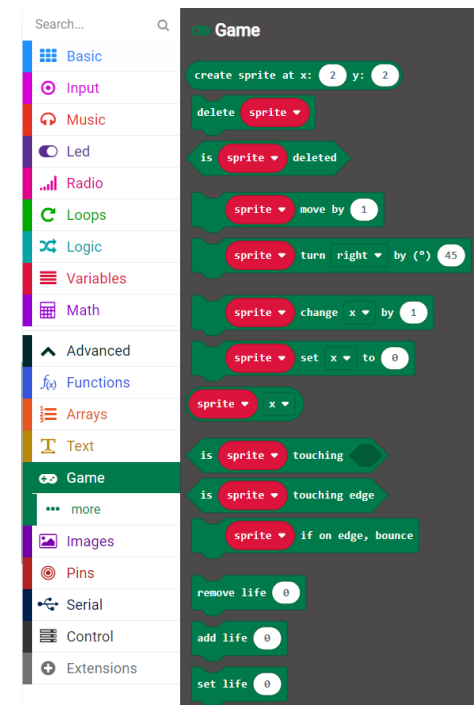 Search...
Basic
Input
Music
Led
Radio
Loops
Logic
Variables
Math
Advanced
f(x) Functions
Arrays
Text
Game
more
Images
Pins
Serial
Control
Extensions
Game
create sprite at x: 2 y: 2
delete sprite
is sprite deleted
sprite move by 1
sprite turn right by (°) 45
sprite change x by 1
sprite set x to 0
sprite x
is sprite touching
is sprite touching edge
sprite if on edge, bounce
remove life 0
add life 0
set life 0